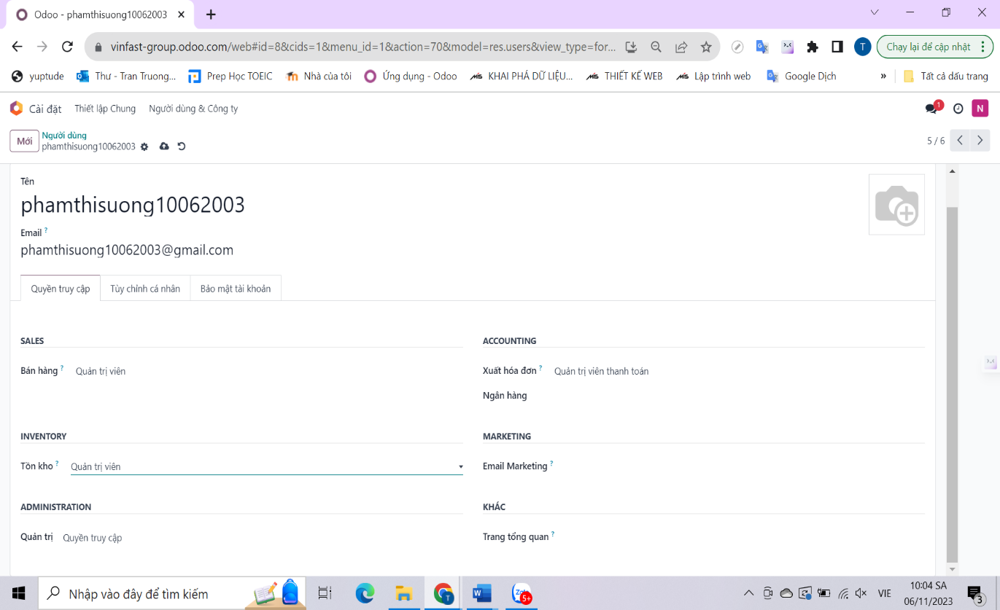 Odoo - phamthisuong10062003
vinfast-group.odoo.com/web#id=8&cids=1&menu_id=1&action=70&model=res.users&view_type=for...
T
Chạy lại để cập nhật
yuptude
Thư - Tran Truong...
Prep Học TOEIC
Nhà của tôi
Ứng dụng - Odoo
KHAI PHÁ DỮ LIỆU...
THIẾT KẾ WEB
Lập trình web
Google Dịch
»
Tất cả dấu trang
Cài đặt
Thiết lập Chung
Người dùng & Công ty
1
N
Mới
Người dùng
phamthisuong10062003
5 / 6
Tên
phamthisuong10062003
Email ?
phamthisuong10062003@gmail.com
Quyền truy cập
Tùy chỉnh cá nhân
Bảo mật tài khoản
SALES
ACCOUNTING
Bán hàng ? Quản trị viên
Xuất hóa đơn ? Quản trị viên thanh toán
Ngân hàng
INVENTORY
MARKETING
Tồn kho ? Quản trị viên
Email Marketing ?
ADMINISTRATION
KHÁC
Quản trị Quyền truy cập
Trang tổng quan ?
Nhập vào đây để tìm kiếm
T
W
Zalo
5+
VIE
10:04 SA
06/11/2023
3